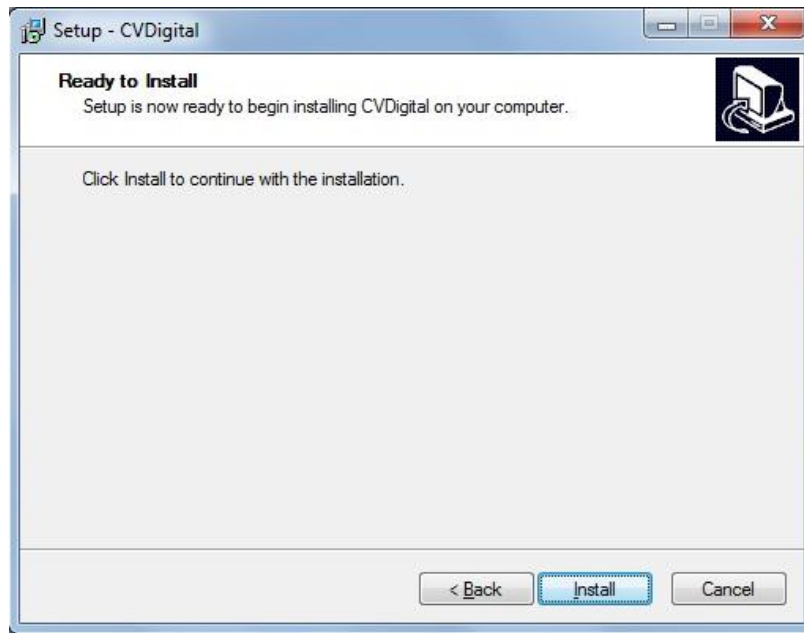 Setup - CVDigital
Ready to Install
Setup is now ready to begin installing CVDigital on your computer.
Click Install to continue with the installation.
< Back
Install
Cancel